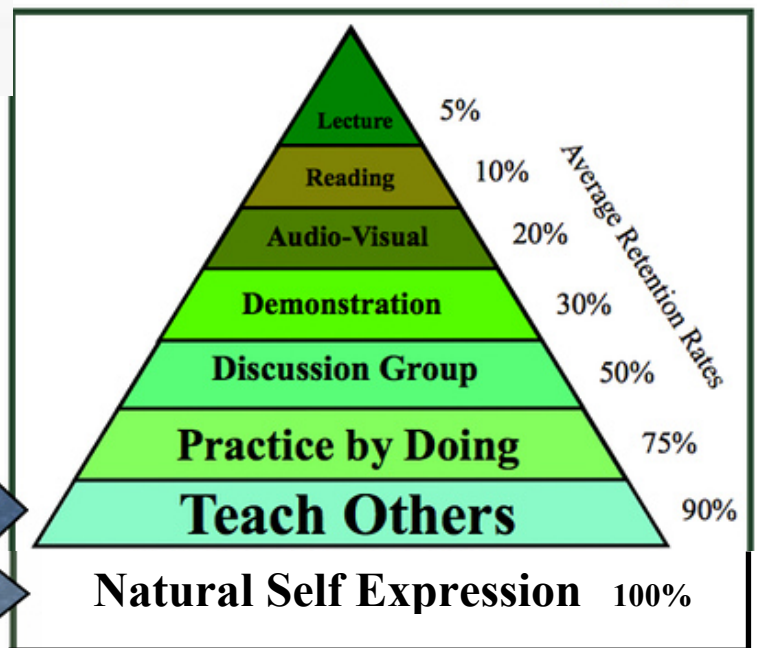 Lecture 5%
Reading 10%
Audio-Visual 20%
Demonstration 30%
Discussion Group 50%
Practice by Doing 75%
Teach Others 90%
Natural Self Expression 100%
Average Retention Rates